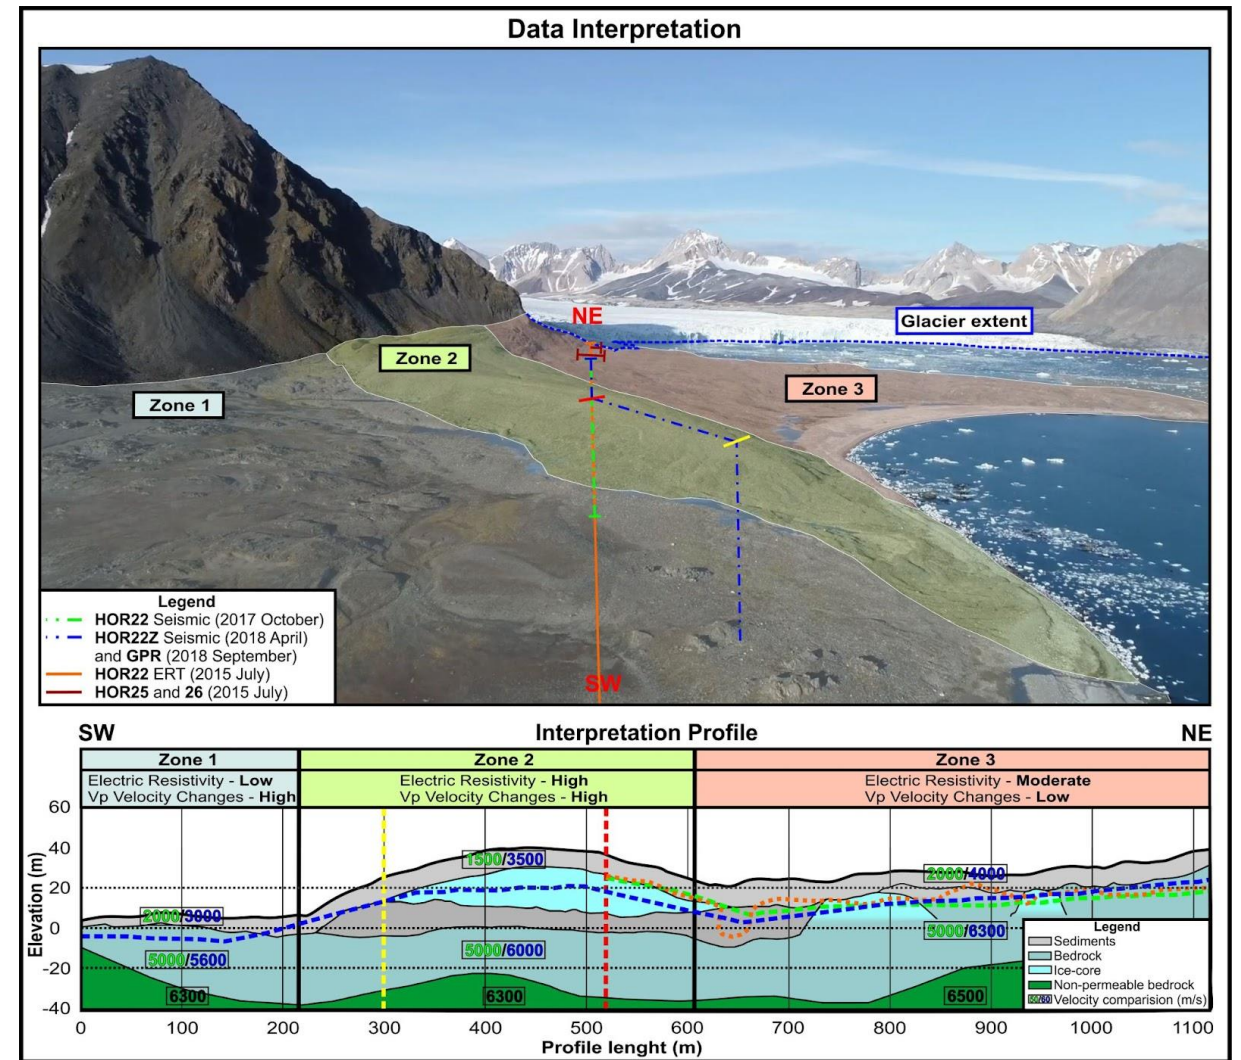 Data Interpretation
NE
Glacier extent
Zone 2
Zone 3
Zone 1
SW
Legend
HOR22 Seismic (2017 October)
HOR22Z Seismic (2018 April)
and GPR (2018 September)
HOR22 ERT (2015 July)
HOR25 and 26 (2015 July)
SW Interpretation Profile NE
Zone 1 Zone 2 Zone 3
Electric Resistivity - Low Electric Resistivity - High Electric Resistivity - Moderate
Vp Velocity Changes - High Vp Velocity Changes - High Vp Velocity Changes - Low
Elevation (m)
60
40
1500/3500
2000/4000
20
2000/3000
0
5000/6300
5000/6000
5000/5600
-20
6300 6300 6500
-40
Legend
Sediments
Bedrock
Ice-core
Non-permeable bedrock
Velocity comparision (m/s)
0 100 200 300 400 500 600 700 800 900 1000 1100
Profile lenght (m)